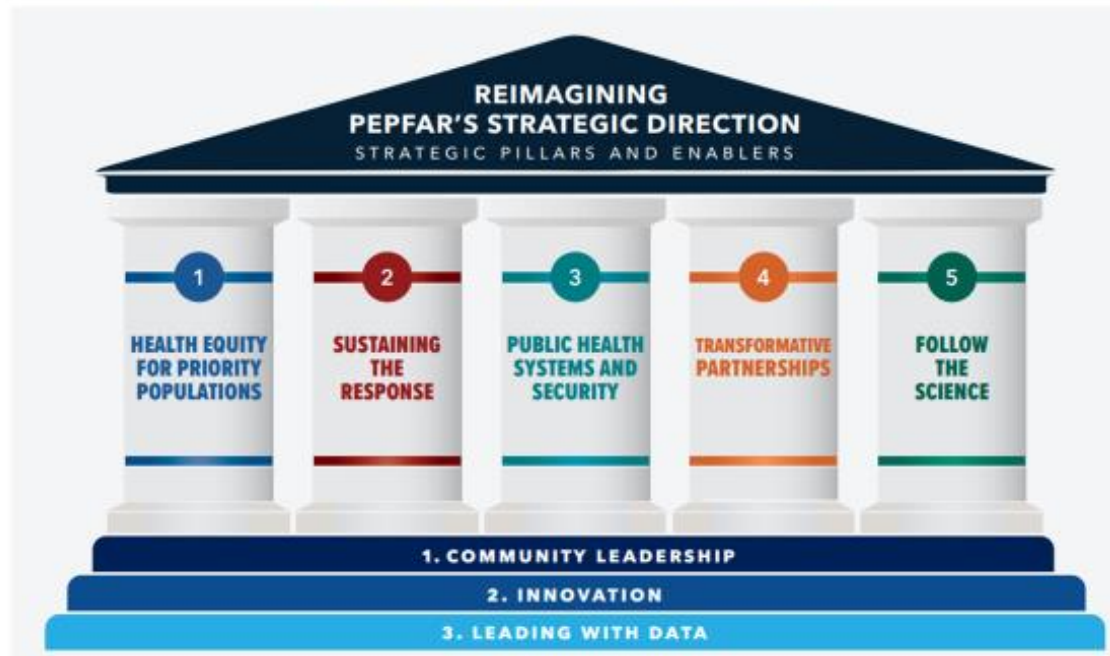 REIMAGINING
PEPFAR'S STRATEGIC DIRECTION
STRATEGIC PILLARS AND ENABLERS
1
HEALTH EQUITY
FOR PRIORITY
POPULATIONS
2
SUSTAINING
THE
RESPONSE
3
PUBLIC HEALTH
SYSTEMS AND
SECURITY
4
TRANSFORMATIVE
PARTNERSHIPS
5
FOLLOW
THE
SCIENCE
1. COMMUNITY LEADERSHIP
2. INNOVATION
3. LEADING WITH DATA